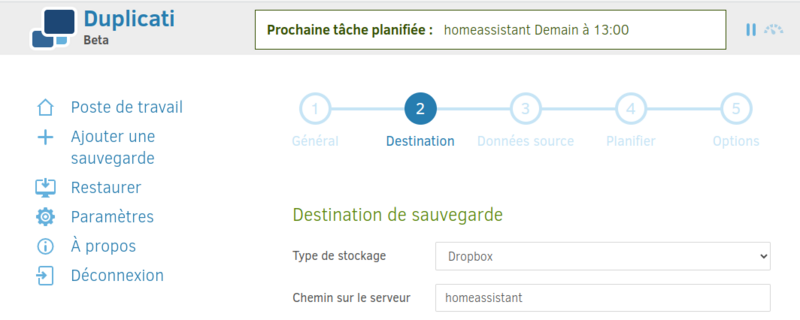 Duplicati
Beta
Prochaine tâche planifiée : homeassistant Demain à 13:00
Poste de travail
Ajouter une
sauvegarde
Restaurer
Paramètres
À propos
Déconnexion
1 2 3 4 5
Général Destination Données source Planifier Options
Destination de sauvegarde
Type de stockage Dropbox
Chemin sur le serveur homeassistant